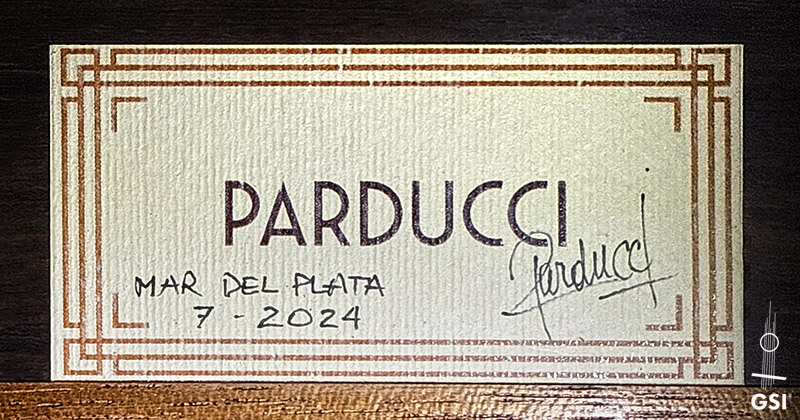 PARDUCCI
MAR DEL PLATA
7 - 2024
Parducci
GSI